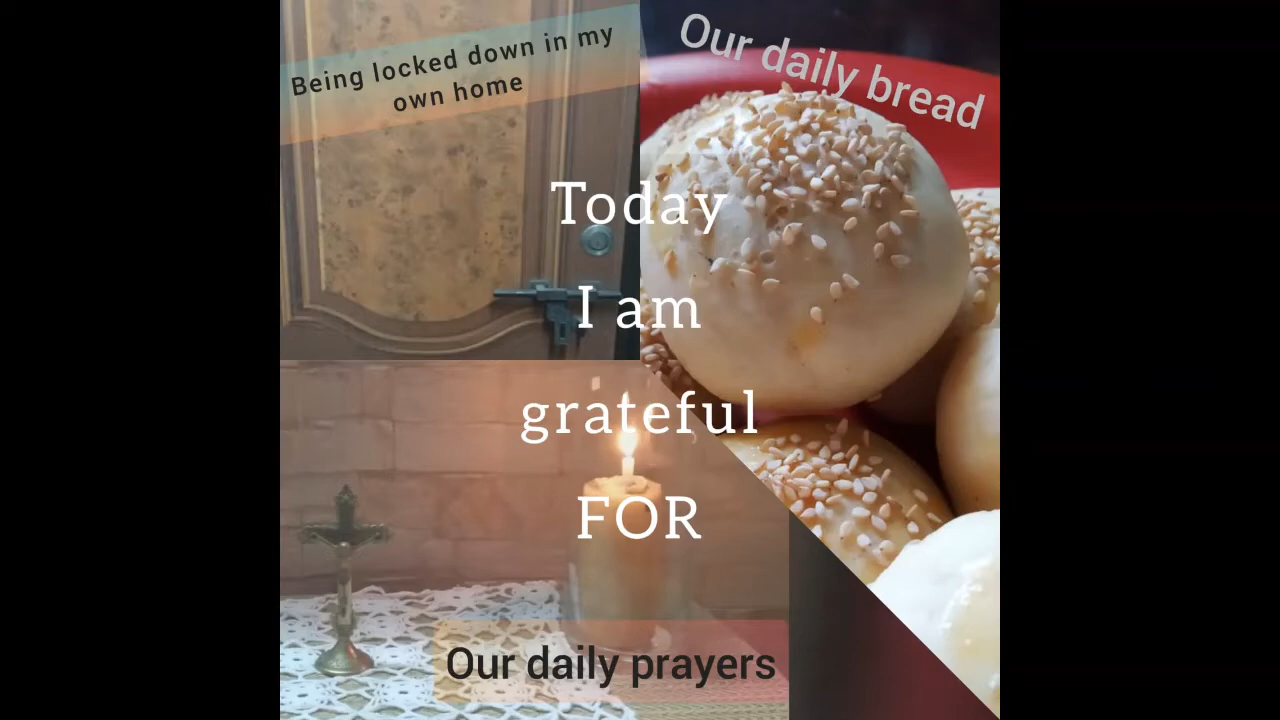 Being locked down in my
own home
Our daily bread
Today
I am
grateful
FOR
Our daily prayers